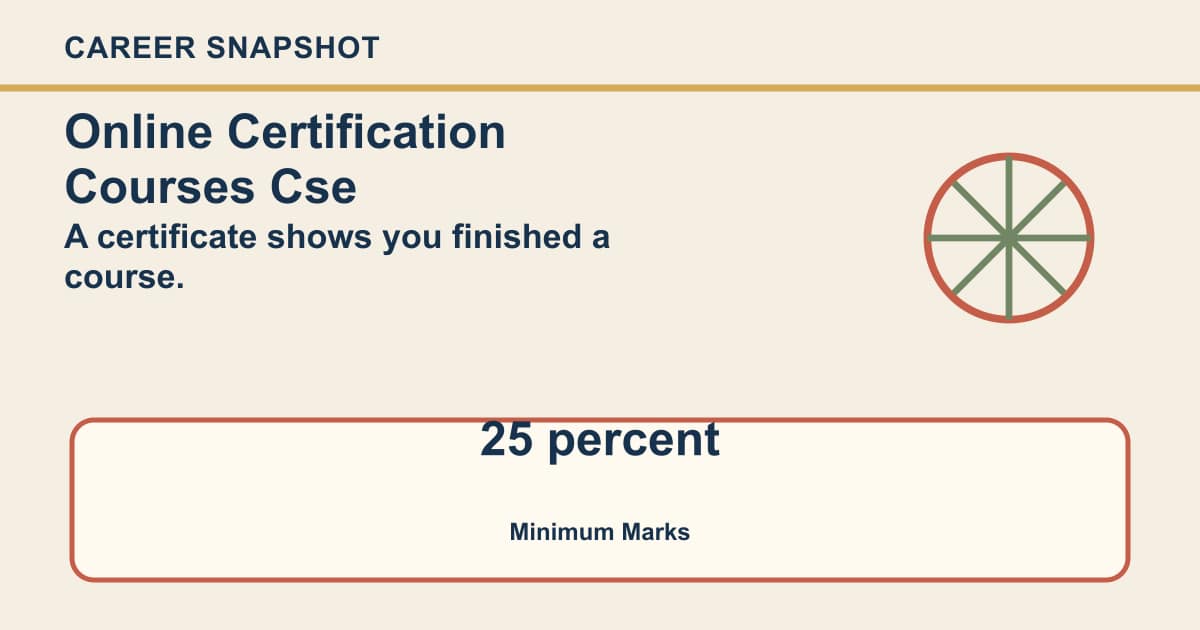 CAREER SNAPSHOT
Online Certification
Courses Cse
A certificate shows you finished a
course.
25 percent
Minimum Marks